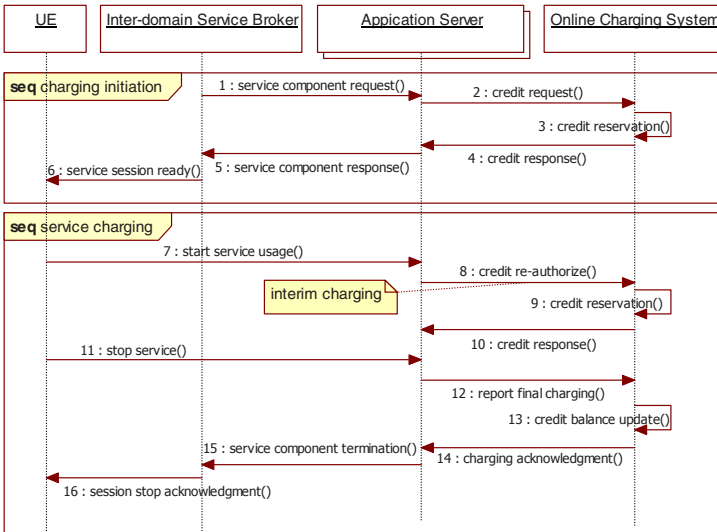 UE
Inter-domain Service Broker
Appication Server
Online Charging System
seq charging initiation
1 : service component request()
2 : credit request()
3 : credit reservation()
4 : credit response()
5 : service component response()
6 : service session ready()
seq service charging
7 : start service usage()
8 : credit re-authorize()
interim charging
9 : credit reservation()
10 : credit response()
11 : stop service()
12 : report final charging()
13 : credit balance update()
14 : charging acknowledgment()
15 : service component termination()
16 : session stop acknowledgment()